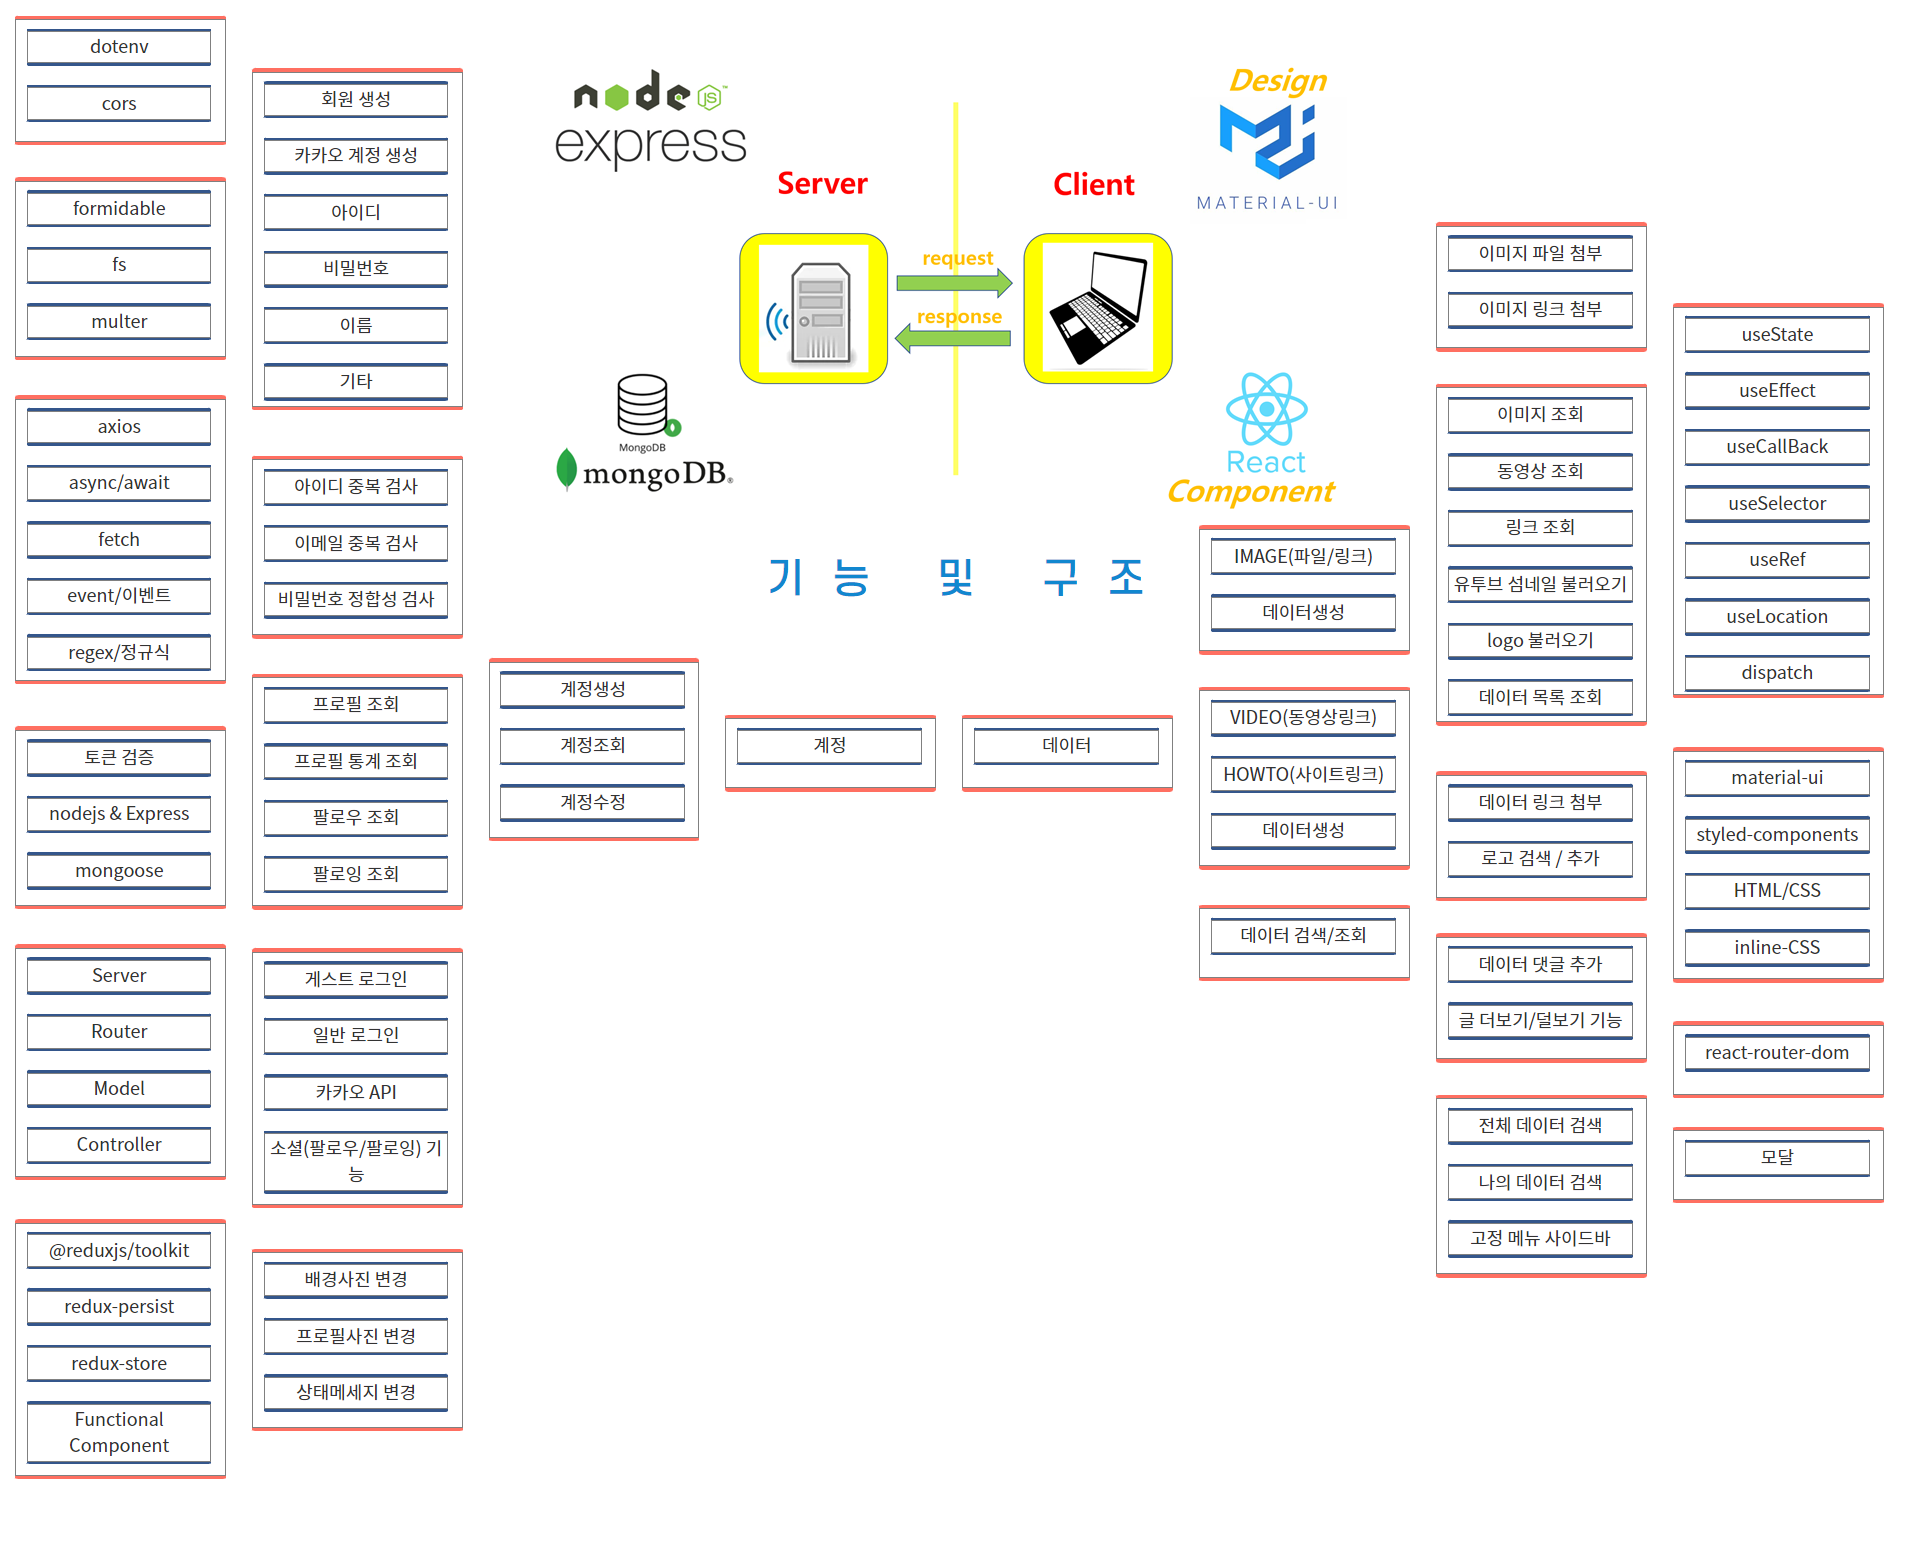 dotenv
cors
formidable
fs
multer
axios
async/await
fetch
event/이벤트
regex/정규식
토큰 검증
nodejs & Express
mongoose
Server
Router
Model
Controller
@reduxjs/toolkit
redux-persist
redux-store
Functional
Component
회원 생성
카카오 계정 생성
아이디
비밀번호
이름
기타
아이디 중복 검사
이메일 중복 검사
비밀번호 정합성 검사
프로필 조회
프로필 통계 조회
팔로우 조회
팔로잉 조회
게스트 로그인
일반 로그인
카카오 API
소셜(팔로우/팔로잉) 기
능
배경사진 변경
프로필사진 변경
상태메세지 변경
node JS™
express
Server
Client
request
response
MongoDB
mongoDB®
Design
MATERIAL-UI
React
Component
기 능 및 구 조
계정생성
계정조회
계정수정
계정
데이터
IMAGE(파일/링크)
데이터생성
VIDEO(동영상링크)
HOWTO(사이트링크)
데이터생성
데이터 검색/조회
이미지 파일 첨부
이미지 링크 첨부
이미지 조회
동영상 조회
링크 조회
유투브 섬네일 불러오기
logo 불러오기
데이터 목록 조회
데이터 링크 첨부
로고 검색 / 추가
데이터 댓글 추가
글 더보기/덜보기 기능
전체 데이터 검색
나의 데이터 검색
고정 메뉴 사이드바
useState
useEffect
useCallBack
useSelector
useRef
useLocation
dispatch
material-ui
styled-components
HTML/CSS
inline-CSS
react-router-dom
모달